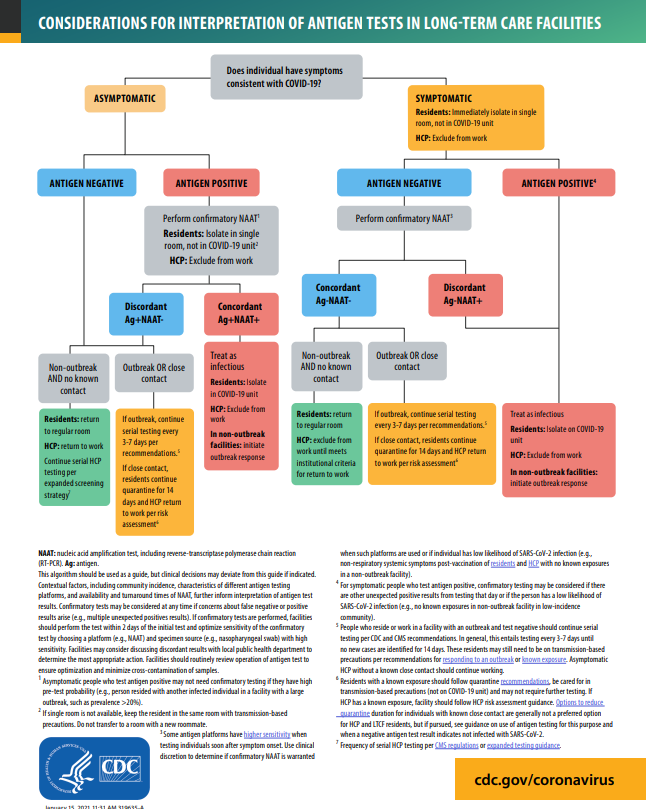 CONSIDERATIONS FOR INTERPRETATION OF ANTIGEN TESTS IN LONG-TERM CARE FACILITIES
Does individual have symptoms
consistent with COVID-19?
ASYMPTOMATIC
SYMPTOMATIC
Residents: Immediately isolate in single
room, not in COVID-19 unit
HCP: Exclude from work
ANTIGEN NEGATIVE
ANTIGEN POSITIVE
ANTIGEN NEGATIVE
ANTIGEN POSITIVE⁴
Perform confirmatory NAAT¹
Residents: Isolate in single
room, not in COVID-19 unit²
HCP: Exclude from work
Perform confirmatory NAAT³
Discordant
Ag+NAAT-
Concordant
Ag+NAAT+
Concordant
Ag-NAAT-
Discordant
Ag-NAAT+
Non-outbreak
AND no known
contact
Outbreak OR close
contact
Treat as
infectious
Residents: Isolate
in COVID-19 unit
HCP: Exclude from
work
In non-outbreak
facilities: initiate
outbreak response
Non-outbreak
AND no known
contact
Outbreak OR close
contact
Residents: return
to regular room
HCP: return to work
Continue serial HCP
testing per
expanded screening
strategy⁷
If outbreak, continue
serial testing every
3-7 days per
recommendations.⁵
If close contact,
residents continue
quarantine for 14
days and HCP return
to work per risk
assessment⁶
Residents: return
to regular room
HCP: exclude from
work until meets
institutional criteria
for return to work
If outbreak, continue serial testing
every 3-7 days per recommendations.⁵
If close contact, residents continue
quarantine for 14 days and HCP return
to work per risk assessment⁶
Treat as infectious
Residents: Isolate on COVID-19
unit
HCP: Exclude from work
In non-outbreak facilities:
initiate outbreak response
NAAT: nucleic acid amplification test, including reverse-transcriptase polymerase chain reaction
(RT-PCR). Ag: antigen.
This algorithm should be used as a guide, but clinical decisions may deviate from this guide if indicated.
Contextual factors, including community incidence, characteristics of different antigen testing
platforms, and availability and turnaround times of NAAT, further inform interpretation of antigen test
results. Confirmatory tests may be considered at any time if concerns about false negative or positive
results arise (e.g., multiple unexpected positive results). If confirmatory tests are performed, facilities
should perform the test within 2 days of the initial test and optimize sensitivity of the confirmatory
test by choosing a platform (e.g., NAAT) and specimen source (e.g., nasopharyngeal swab) with high
sensitivity. Facilities may consider discussing discordant results with local public health department to
determine the most appropriate action. Facilities should routinely review operation of antigen test to
ensure optimization and minimize cross-contamination of samples.
¹ Asymptomatic people who test antigen positive may not need confirmatory testing if they have high
pre-test probability (e.g., person resided with another infected individual in a facility with a large
outbreak, such as prevalence >20%).
² If single room is not available, keep the resident in the same room with transmission-based
precautions. Do not transfer to a room with a new roommate.
³ Some antigen platforms have higher sensitivity when
testing individuals soon after symptom onset. Use clinical
discretion to determine if confirmatory NAAT is warranted
when such platforms are used or if individual has low likelihood of SARS-CoV-2 infection (e.g.,
non-respiratory systemic symptoms post-vaccination of residents and HCP with no known exposures
in a non-outbreak facility).
⁴ For symptomatic people who test antigen positive, confirmatory testing may be considered if there
are other unexpected positive results from testing that day or if the person has a low likelihood of
SARS-CoV-2 infection (e.g., no known exposures in non-outbreak facility in low-incidence
community).
⁵ People who reside or work in a facility with an outbreak and test negative should continue serial
testing per CDC and CMS recommendations. In general, this entails testing every 3-7 days until
no new cases are identified for 14 days. These residents may still need to be on transmission-based
precautions per recommendations for responding to an outbreak or known exposure. Asymptomatic
HCP without a known close contact should continue working.
⁶ Residents with a known exposure should follow quarantine recommendations, be cared for in
transmission-based precautions (not on COVID-19 unit) and may not require further testing. If
HCP has a known exposure, facility should follow HCP risk assessment guidance. Options to reduce
quarantine duration for individuals with known close contact are generally not a preferred option
for HCP and LTCF residents, but if pursued, see guidance on use of antigen testing for this purpose and
when a negative antigen test result indicates not infected with SARS-CoV-2.
⁷ Frequency of serial HCP testing per CMS regulations or expanded testing guidance.
CDC
cdc.gov/coronavirus
January 15, 2021 11:31 AM 319635-A